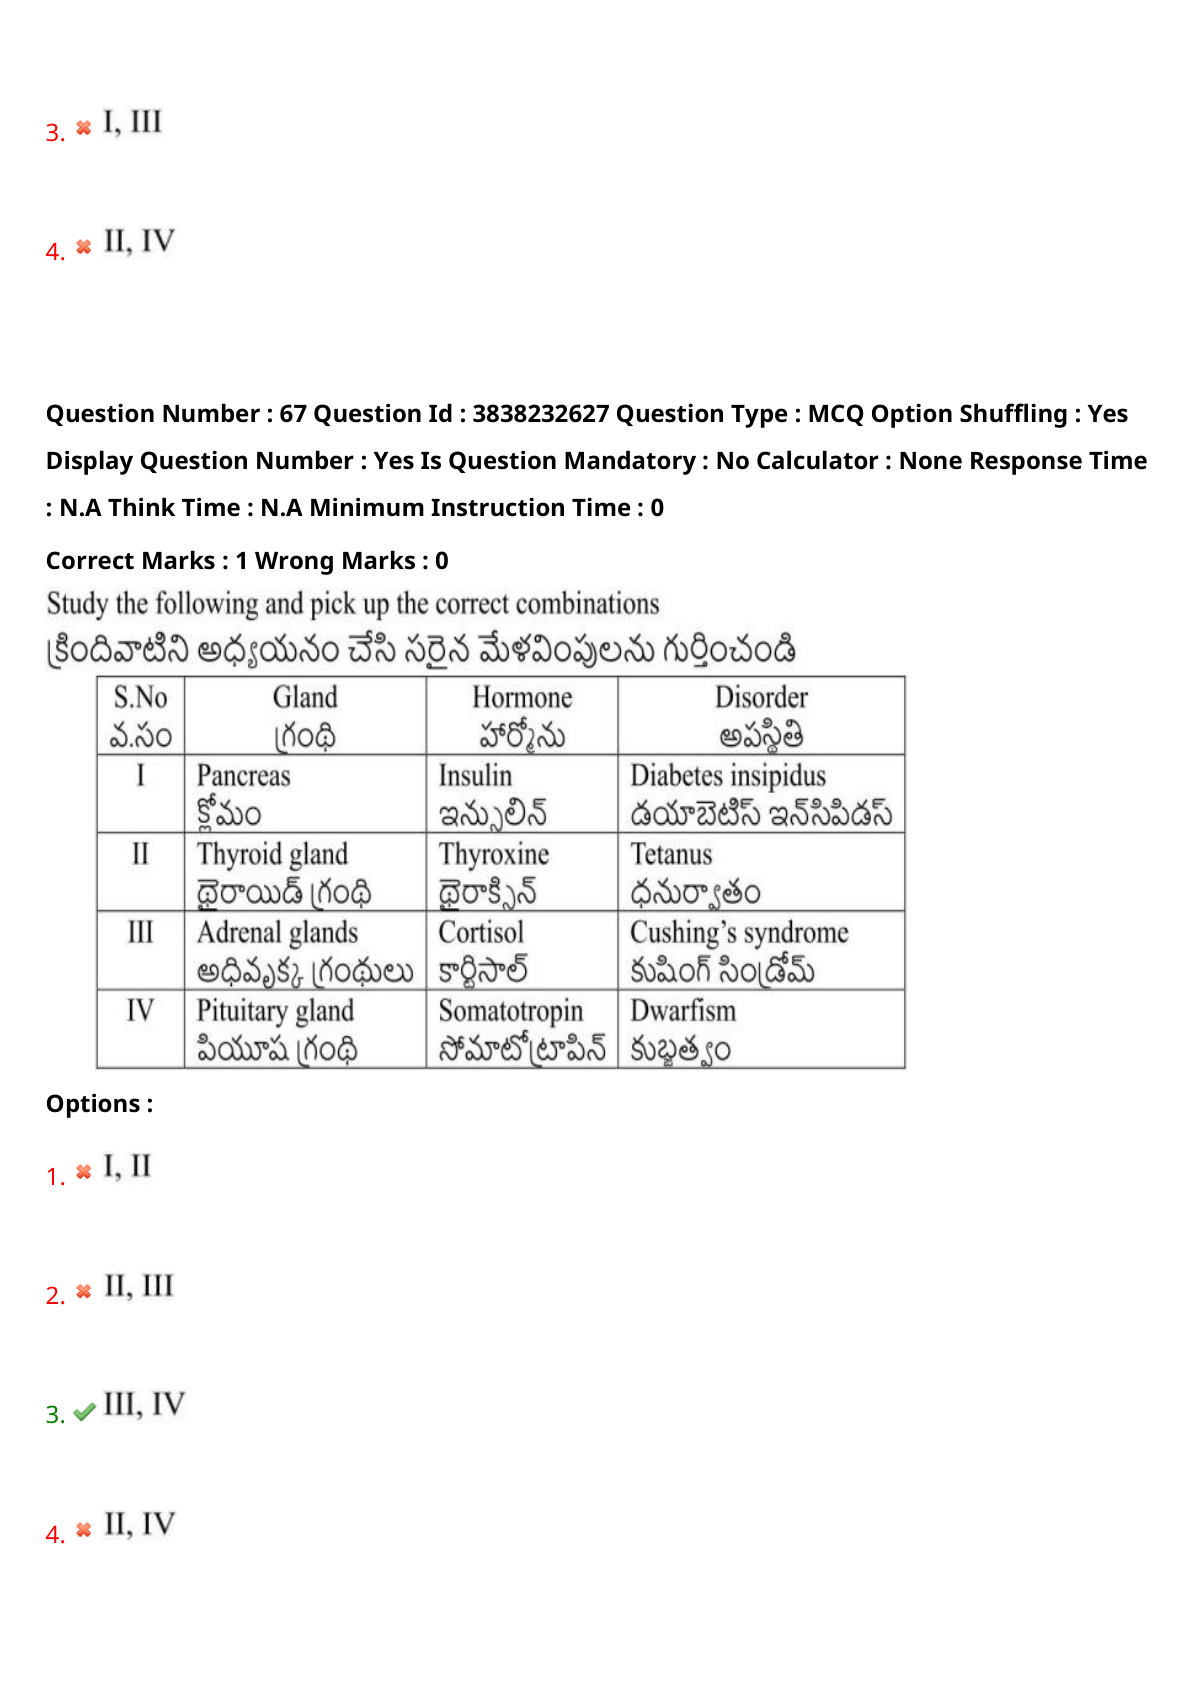 3. I, III
4. II, IV
Question Number : 67 Question Id : 3838232627 Question Type : MCQ Option Shuffling : Yes
Display Question Number : Yes Is Question Mandatory : No Calculator : None Response Time
: N.A Think Time : N.A Minimum Instruction Time : 0
Correct Marks : 1 Wrong Marks : 0
Study the following and pick up the correct combinations
క్రిందివాటిని అధ్యయనం చేసి సరైన మేళవింపులను గుర్తించండి
S.No Gland Hormone Disorder
వ.సం గ్రంథి హార్మోను అపస్థితి
I Pancreas Insulin Diabetes insipidus
క్లోమం ఇన్సులిన్ డయాబెటిస్ ఇన్‌సిపిడస్
II Thyroid gland Thyroxine Tetanus
థైరాయిడ్ గ్రంథి థైరాక్సిన్ ధనుర్వాతం
III Adrenal glands Cortisol Cushing's syndrome
అధివృక్క గ్రంథులు కార్టిసాల్ కుషింగ్ సిండ్రోమ్
IV Pituitary gland Somatotropin Dwarfism
పియూష గ్రంథి సోమాటోట్రాపిన్ కుబ్జత్వం
Options :
1. I, II
2. II, III
3. III, IV
4. II, IV